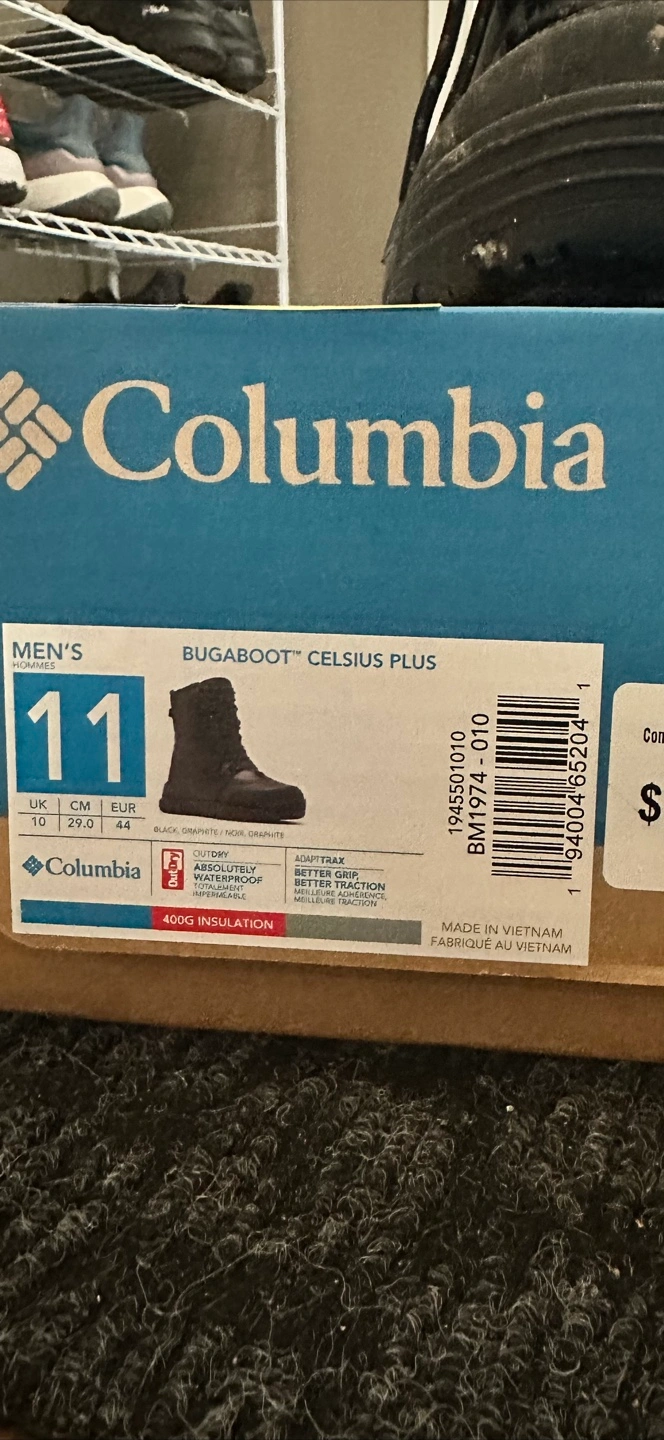 Columbia
MEN'S
HOMMES
BUGABOOT™ CELSIUS PLUS
11
UK CM EUR
10 29.0 44
BLACK, GRAPHITE / NOIR, GRAPHITE
1945501010
BM1974 - 010
1 94004 65204 1
Columbia
OutDry
OUTDRY
ABSOLUTELY
WATERPROOF
TOTALEMENT
IMPERMÉABLE
ADAPTTRAX
BETTER GRIP,
BETTER TRACTION
MEILLEURE ADHÉRENCE,
MEILLEURE TRACTION
400G INSULATION
MADE IN VIETNAM
FABRIQUÉ AU VIETNAM
$